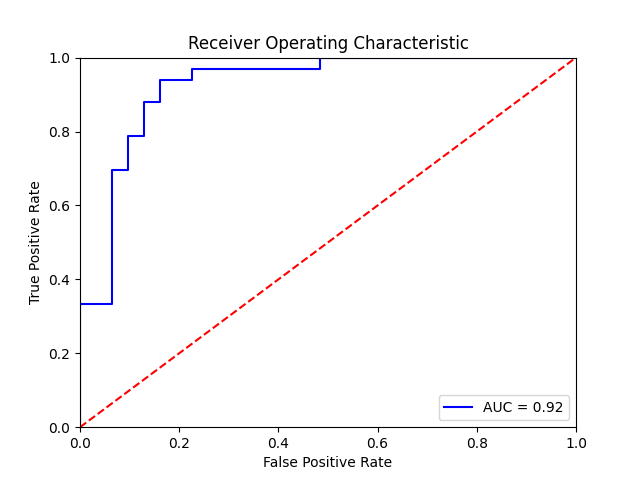 Receiver Operating Characteristic
1.0
0.8
0.6
0.4
0.2
0.0
True Positive Rate
AUC = 0.92
0.0 0.2 0.4 0.6 0.8 1.0
False Positive Rate